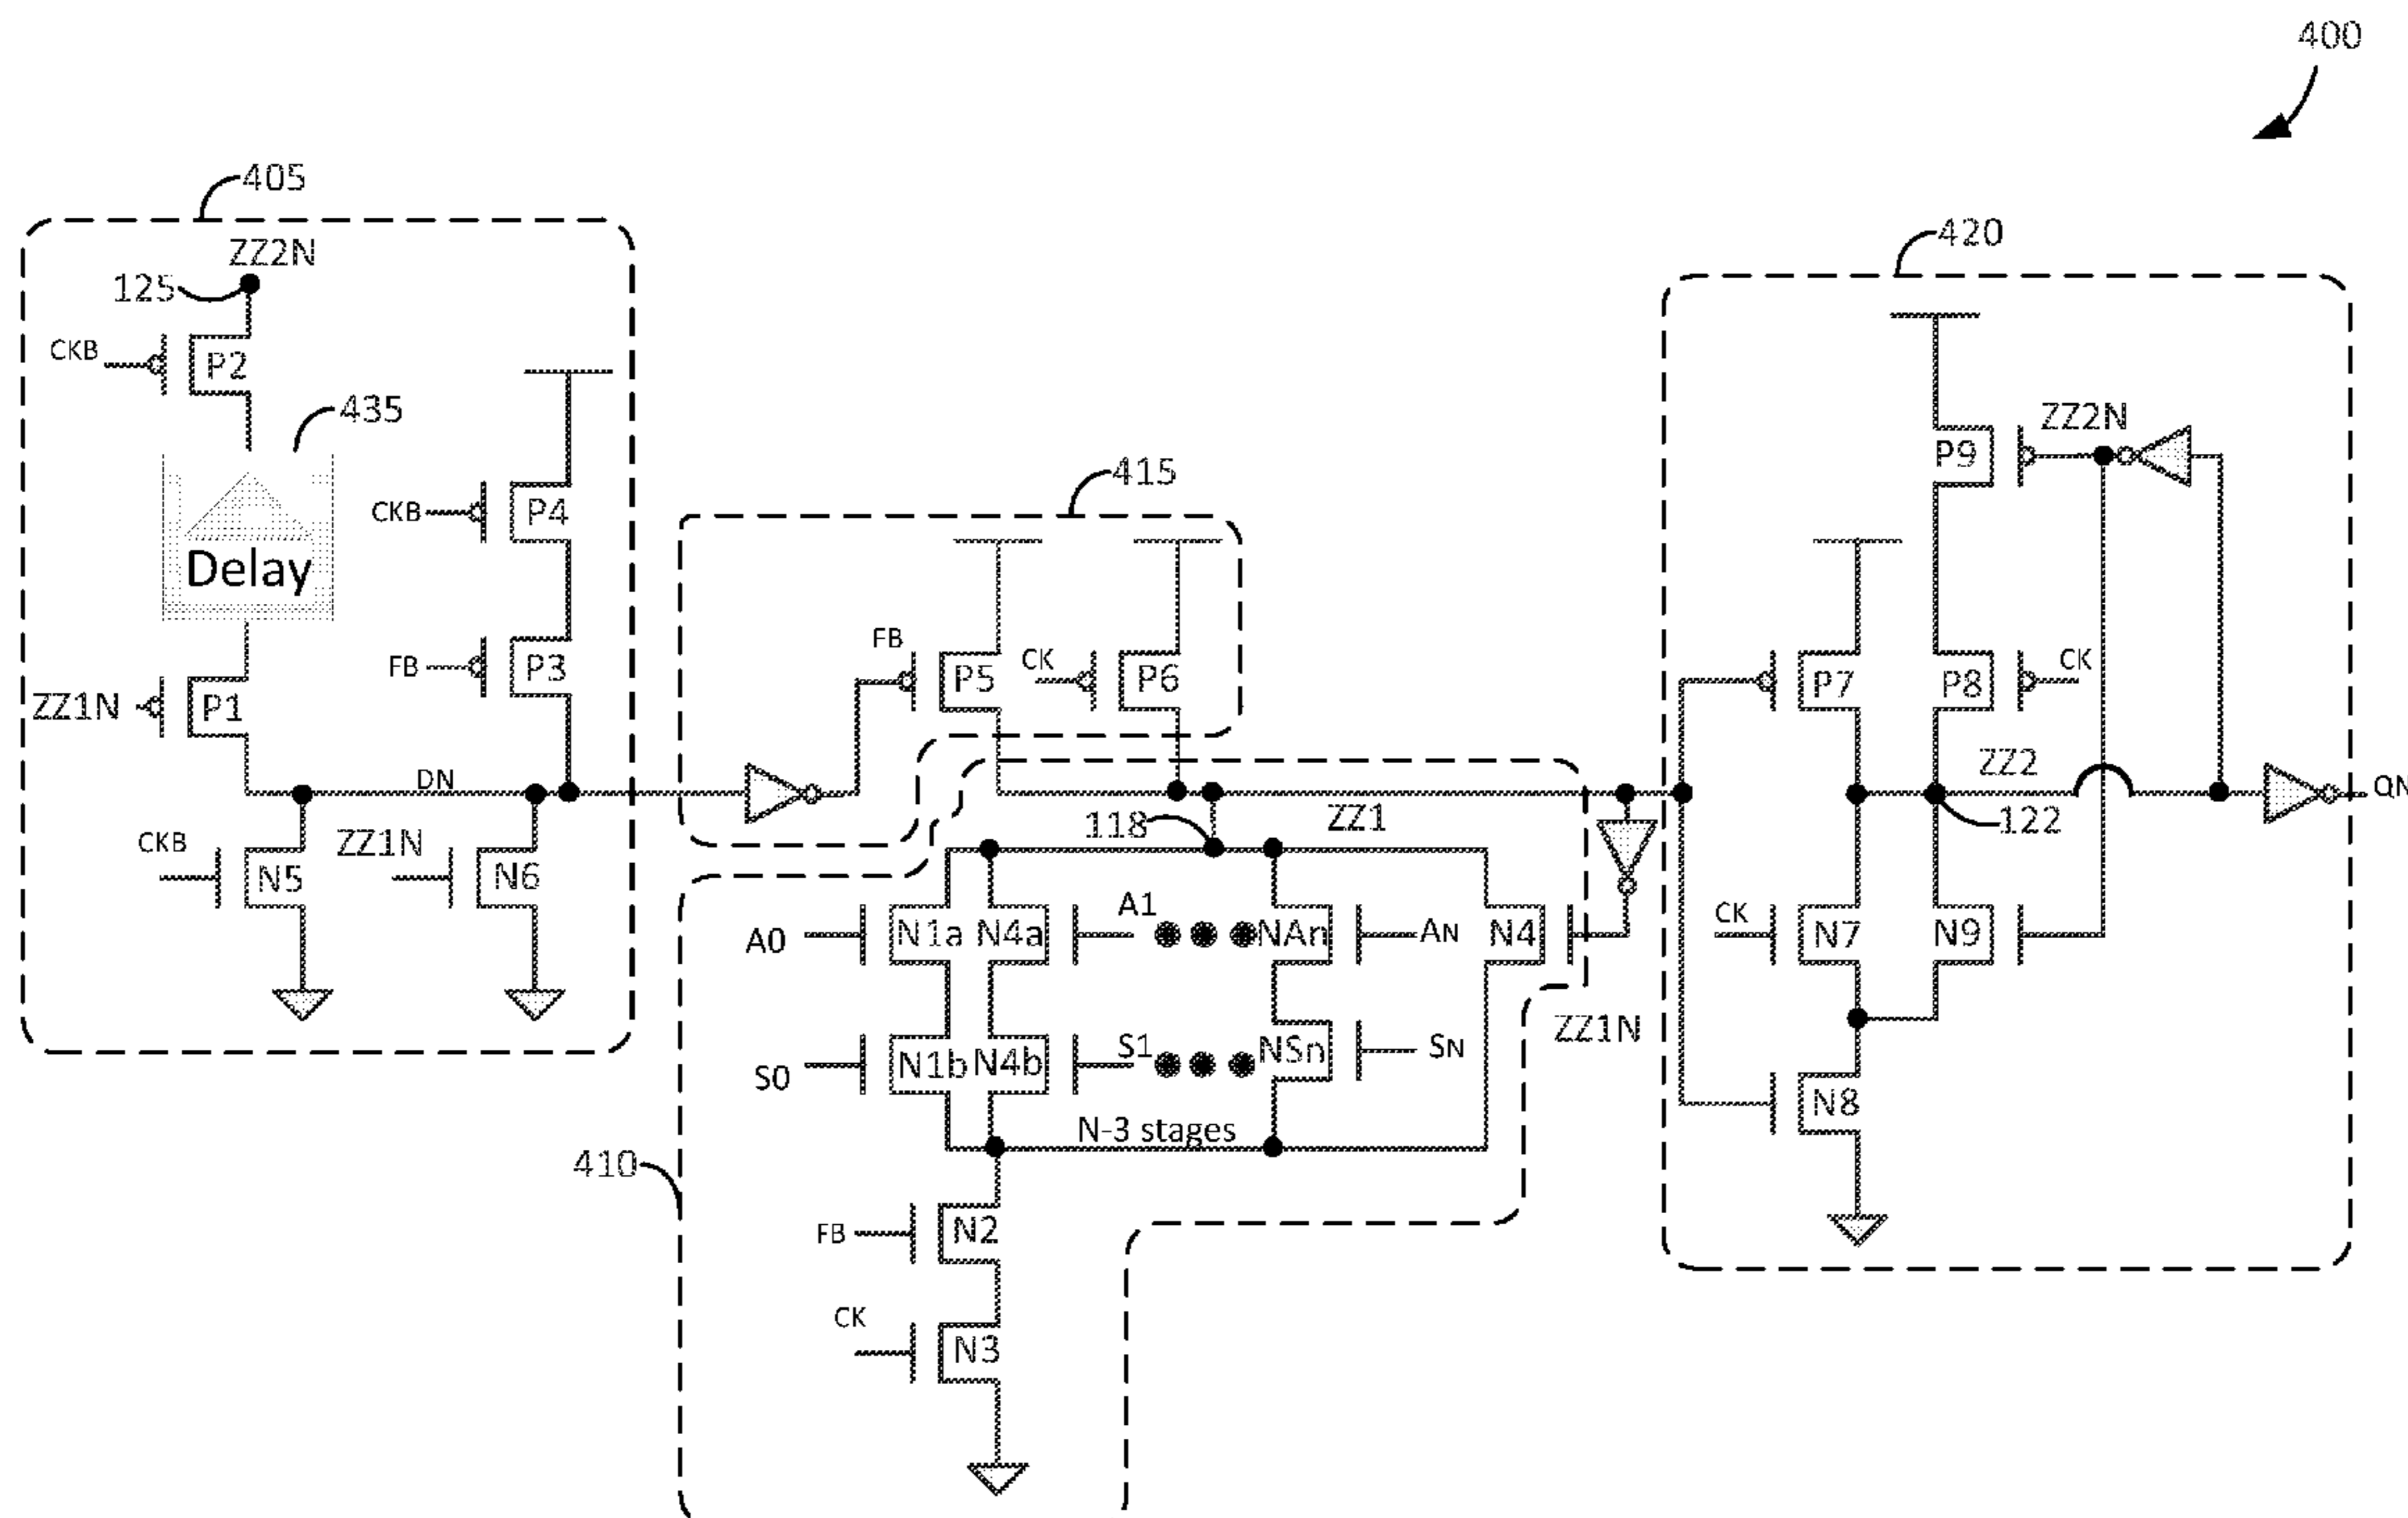 400
405
ZZ2N
125
CKB
P2
435
Delay
CKB
P4
FB
P3
ZZ1N
P1
DN
CKB
N5
ZZ1N
N6
415
FB
P5
CK
P6
118
ZZ1
A0
N1a
N4a
A1
NAn
AN
N4
S0
N1b
N4b
S1
NSn
SN
ZZ1N
N-3 stages
410
FB
N2
CK
N3
420
P9
ZZ2N
P7
P8
CK
ZZ2
122
QN
CK
N7
N9
N8